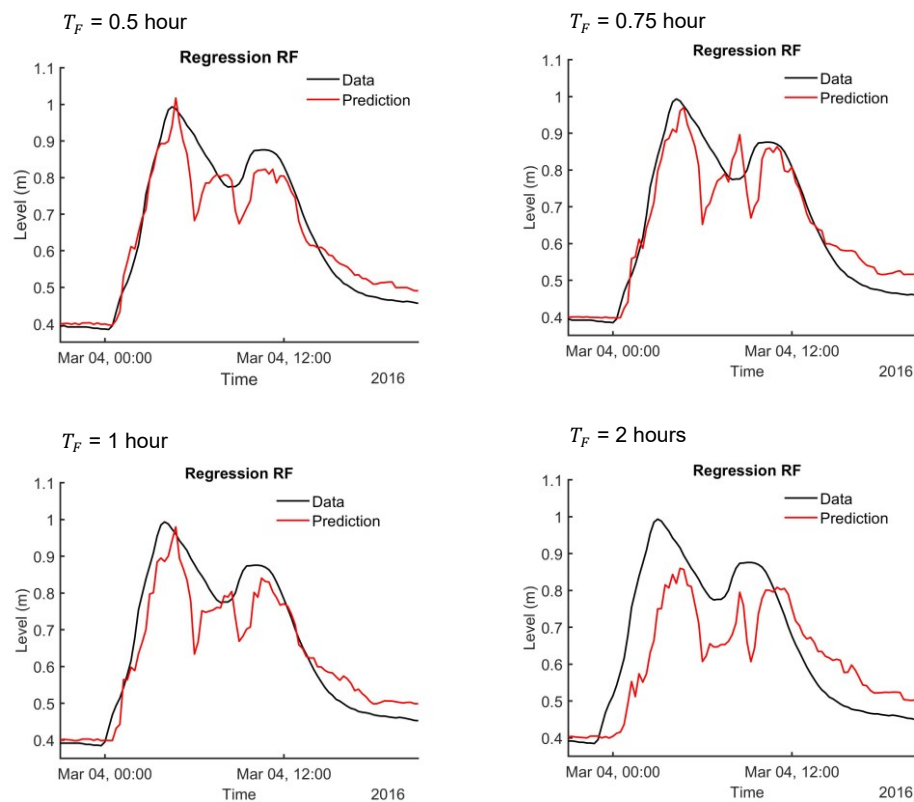 T_F = 0.5 hour
Regression RF
Data
Prediction
1.1
1
0.9
0.8
0.7
0.6
0.5
0.4
Level (m)
Mar 04, 00:00
Mar 04, 12:00
Time
2016
T_F = 0.75 hour
Regression RF
Data
Prediction
1.1
1
0.9
0.8
0.7
0.6
0.5
0.4
Level (m)
Mar 04, 00:00
Mar 04, 12:00
Time
2016
T_F = 1 hour
Regression RF
Data
Prediction
1.1
1
0.9
0.8
0.7
0.6
0.5
0.4
Level (m)
Mar 04, 00:00
Mar 04, 12:00
Time
2016
T_F = 2 hours
Regression RF
Data
Prediction
1.1
1
0.9
0.8
0.7
0.6
0.5
0.4
Level (m)
Mar 04, 00:00
Mar 04, 12:00
Time
2016